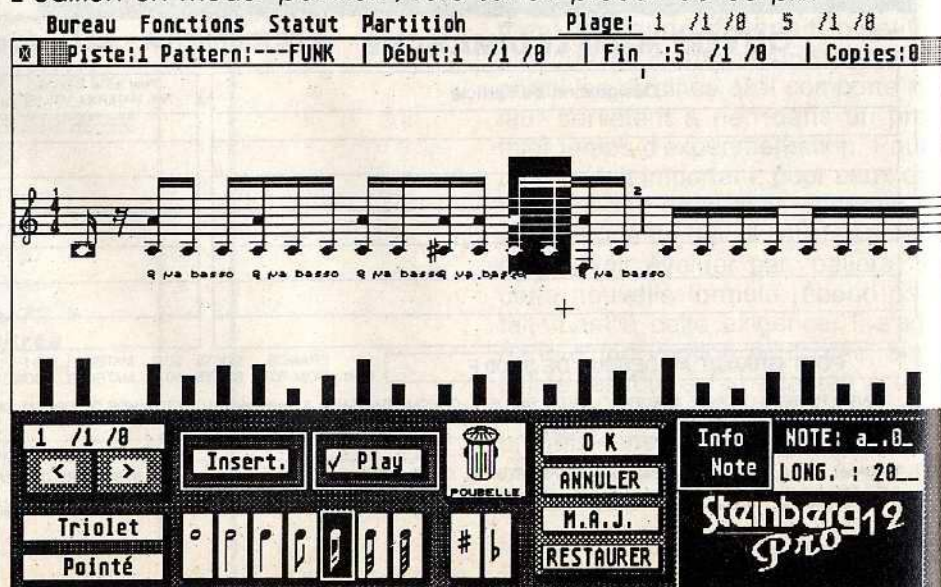 Bureau Fonctions Statut Partition Plage: 1 /1 /0 5 /1 /0
Piste:1 Pattern:---FUNK | Début:1 /1 /0 | Fin :5 /1 /0 | Copies:0
2
8 va basso 8 va basso 8 va basso 8 va basso 8 va basso
1 /1 /0
< >
Insert.
√ Play
POUBELLE
O K
ANNULER
M.A.J.
RESTAURER
Info Note
NOTE: a_.0_
LONG. : 20__
Triolet
Pointé
Steinberg
Pro 12